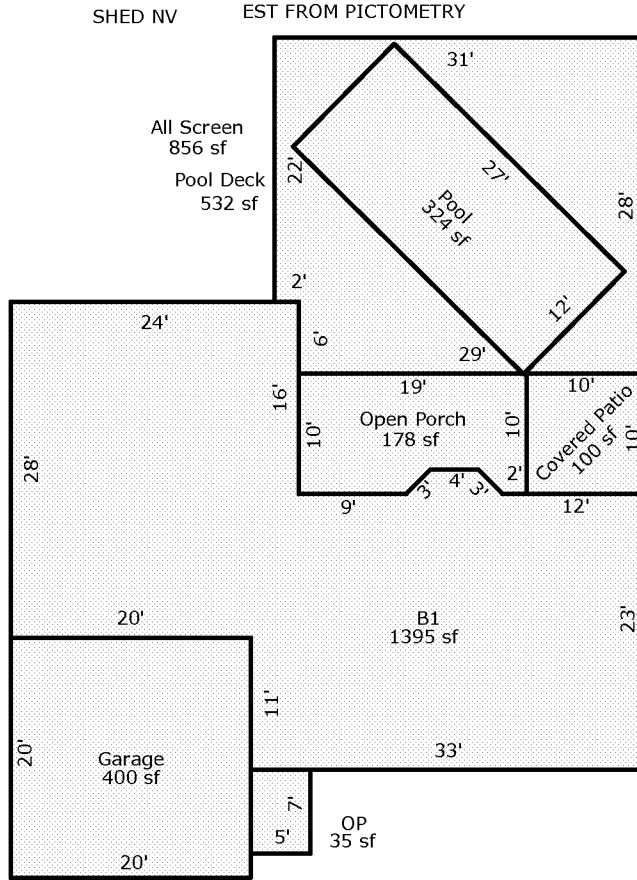 SHED NV
EST FROM PICTOMETRY
31'
All Screen
856 sf
22'
27'
Pool Deck
532 sf
Pool
324 sf
28'
2'
12'
24'
6'
29'
16'
19'
10'
Open Porch
178 sf
10'
10'
Covered Patio
100 sf
10'
28'
3'
4'
3'
2'
9'
12'
20'
B1
1395 sf
23'
11'
20'
Garage
400 sf
33'
7'
OP
35 sf
5'
20'